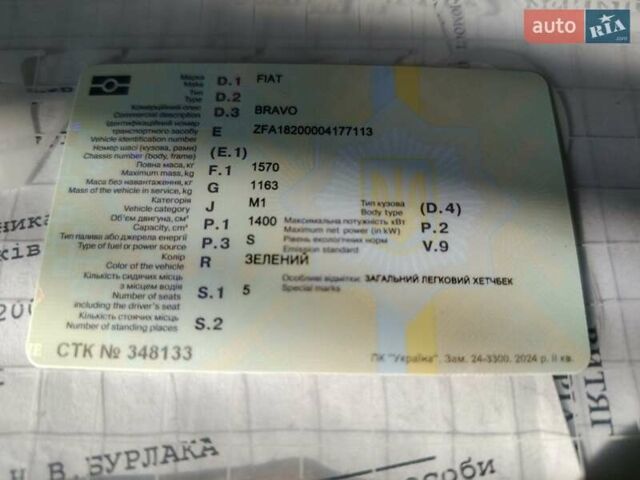 auto RIA.com
Марка
Make D.1 FIAT
Тип
Type D.2
Комерційний опис
Commercial description D.3 BRAVO
Ідентифікаційний номер
транспортного засобу E ZFA18200004177113
Vehicle identification number
Номер шасі (кузова, рами)
Chassis number (body, frame) (E.1)
Повна маса, кг
Maximum mass, kg F.1 1570
Маса без навантаження, кг
Mass of the vehicle in service, kg G 1163
Категорія
Vehicle category J M1
Тип кузова
Body type (D.4)
Об'єм двигуна, см³
Capacity, cm³ P.1 1400
Максимальна потужність кВт
Maximum net power (in kW) P.2
Тип палива або джерела енергії
Type of fuel or power source P.3 S
Рівень екологічних норм
Emission standard V.9
Колір
Color of the vehicle R ЗЕЛЕНИЙ
Особливі відмітки: ЗАГАЛЬНИЙ ЛЕГКОВИЙ ХЕТЧБЕК
Special marks
Кількість сидячих місць
з місцем водія
Number of seats S.1 5
including the driver's seat
Кількість стоячих місць
Number of standing places S.2
СТК № 348133
ПК "Україна". Зам. 24-3300. 2024 р. II кв.
В. БУРЛАКА